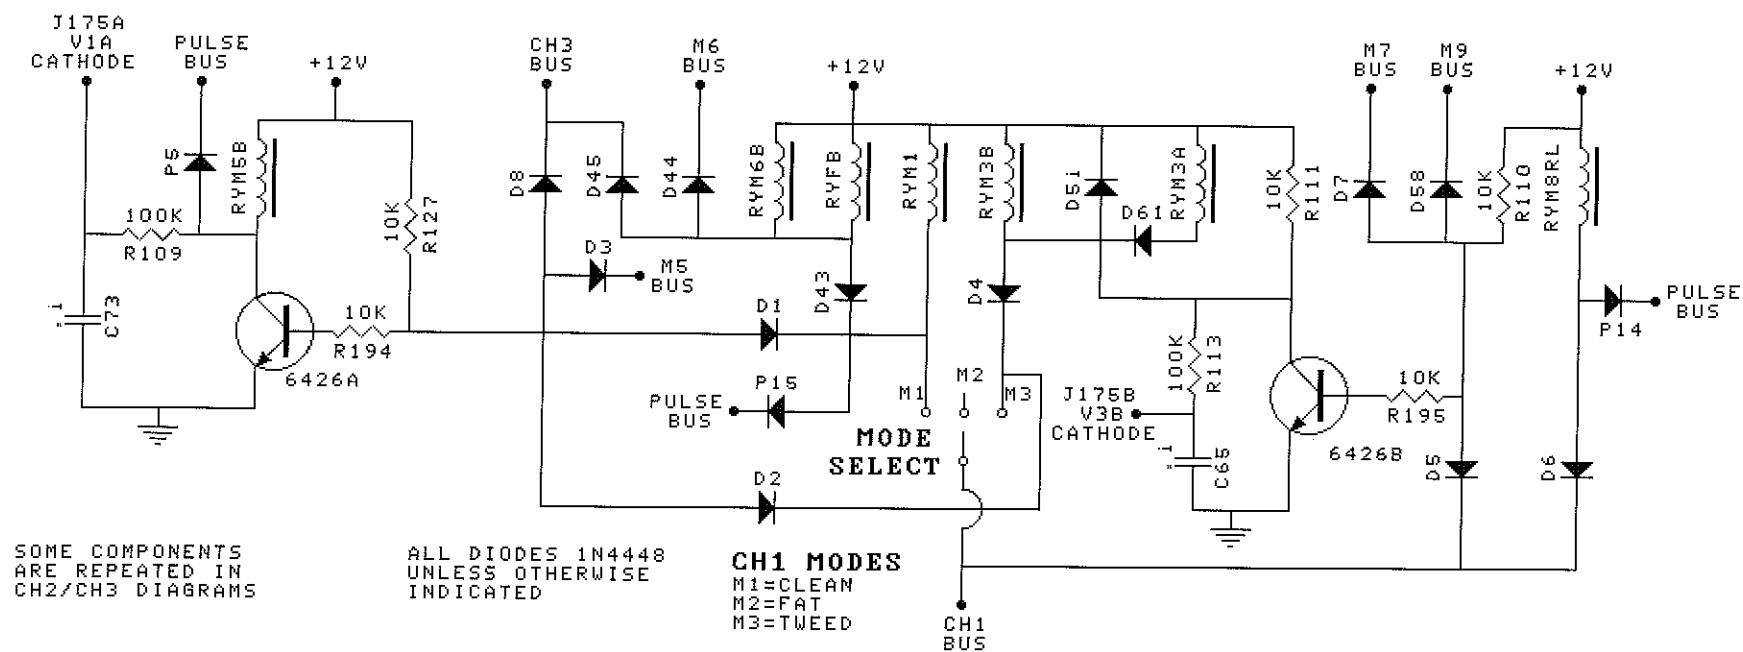 J175A
V1A
CATHODE
PULSE
BUS
+12V
CH3
BUS
M6
BUS
+12V
M7
BUS
M9
BUS
+12V
P5
RYM5B
100K
R109
10K
R127
i
C73
10K
R194
6426A
D8
D45
D44
RYM6B
RYFB
RYM1
RYM3B
D5i
D61
RYM3A
10K
R111
D7
D58
10K
R110
RYM8RL
D3
M5
BUS
D43
D1
D4
P15
PULSE
BUS
M1
M2
M3
MODE
SELECT
D2
100K
R113
J175B
V3B
CATHODE
i
C65
10K
R195
6426B
D5
D6
P14
PULSE
BUS
SOME COMPONENTS
ARE REPEATED IN
CH2/CH3 DIAGRAMS
ALL DIODES 1N4448
UNLESS OTHERWISE
INDICATED
CH1 MODES
M1=CLEAN
M2=FAT
M3=TWEED
CH1
BUS